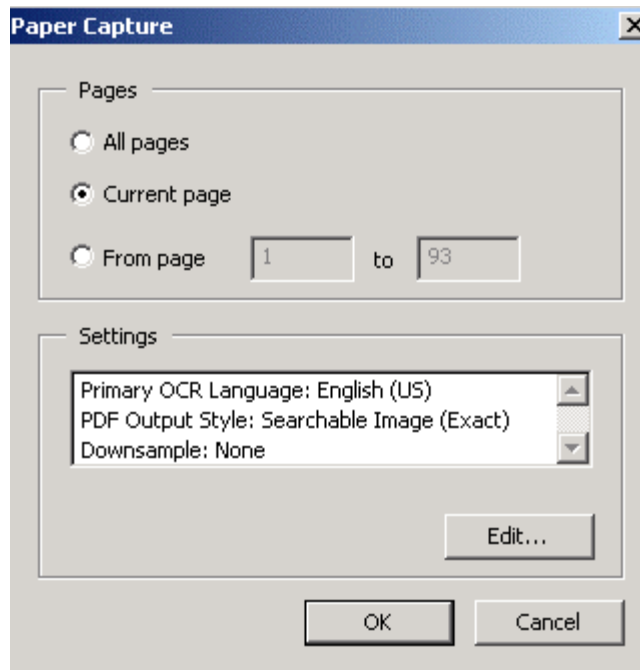 Paper Capture
Pages
All pages
Current page
From page 1 to 93
Settings
Primary OCR Language: English (US)
PDF Output Style: Searchable Image (Exact)
Downsample: None
Edit...
OK Cancel